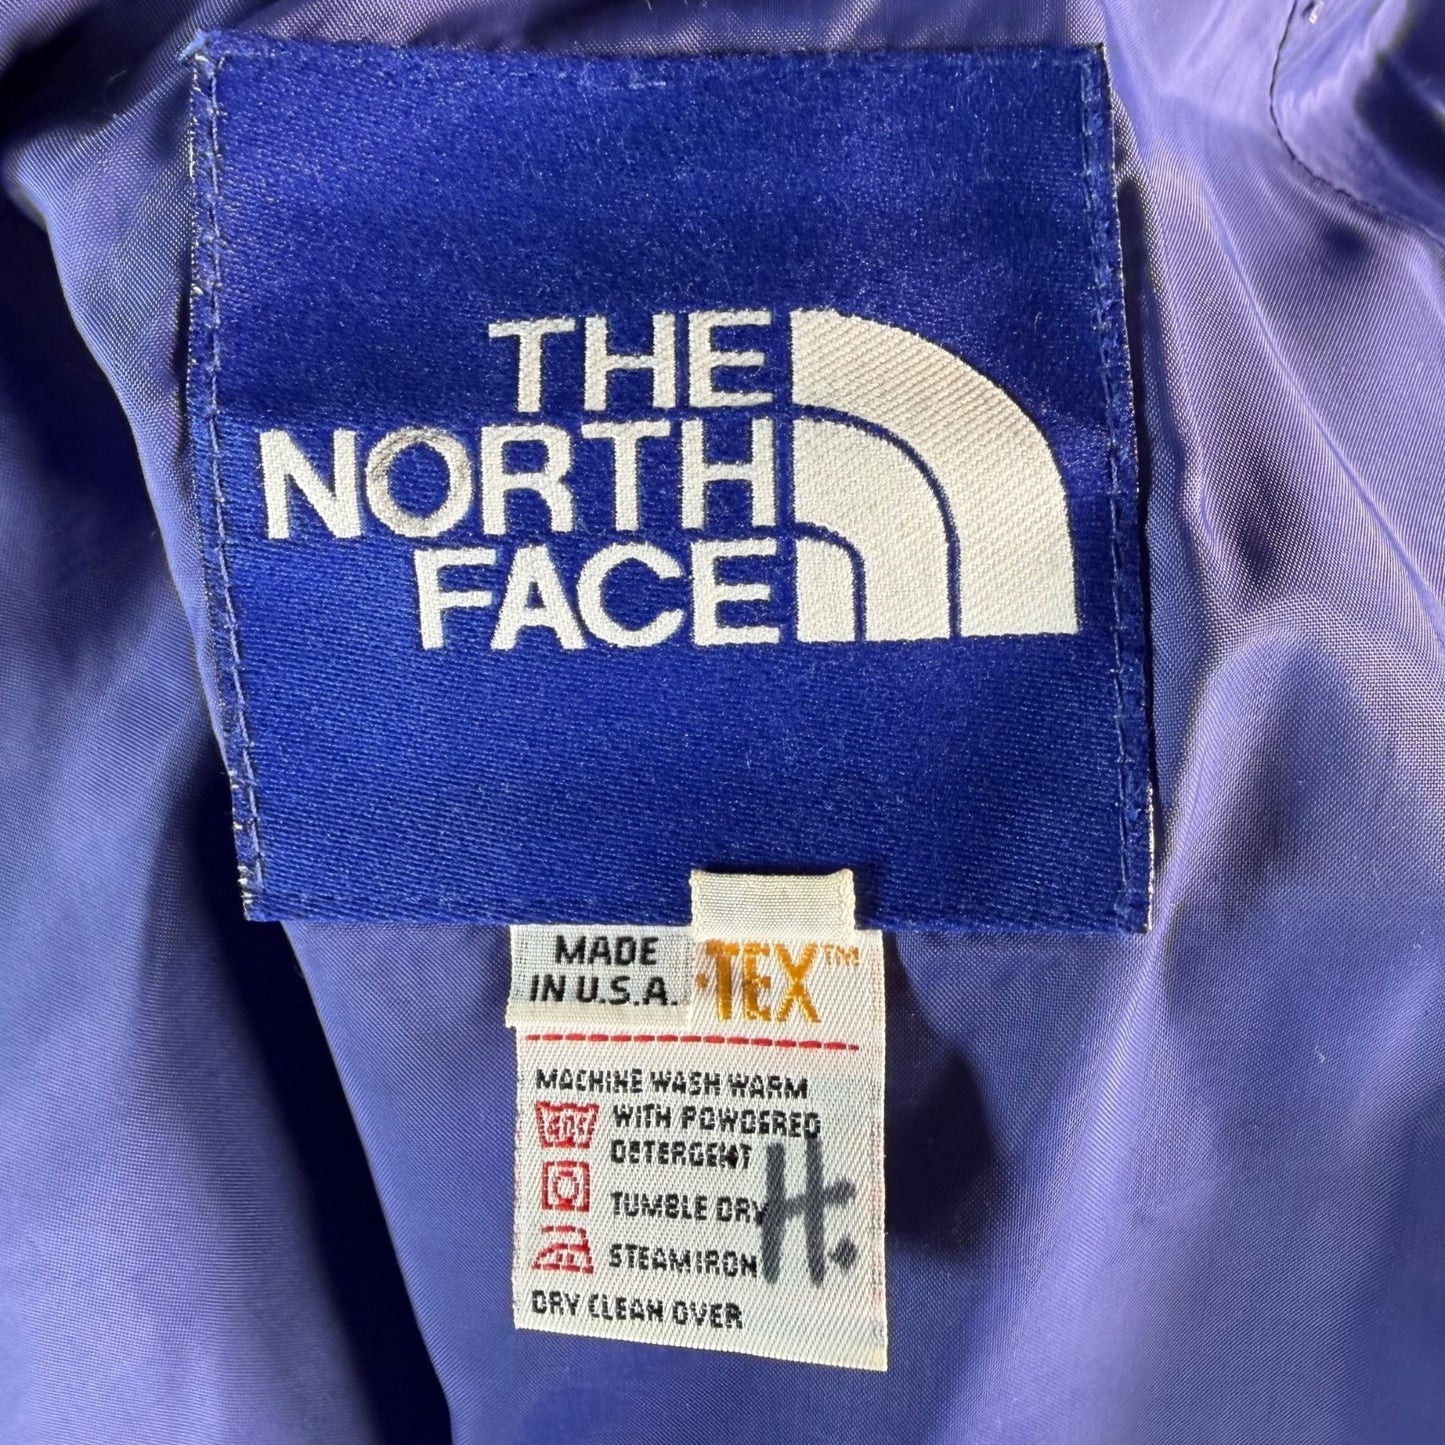 THE
NORTH
FACE
MADE
IN U.S.A.
·TEX™
MACHINE WASH WARM
40°C
WITH POWDERED
DETERGENT
TUMBLE DRY
STEAM IRON
H.
DRY CLEAN OVER